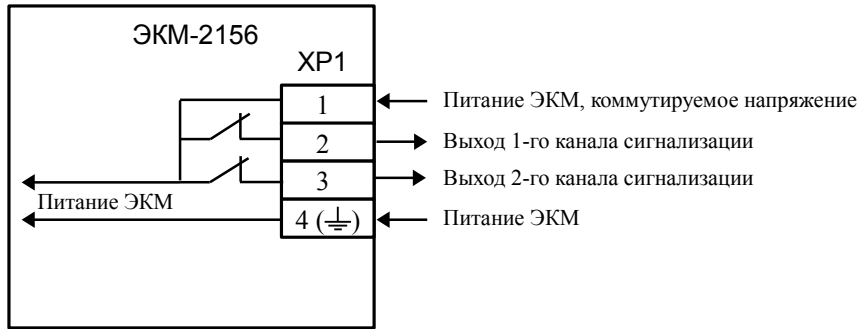 ЭКМ-2156
XP1
1
Питание ЭКМ, коммутируемое напряжение
2
Выход 1-го канала сигнализации
3
Выход 2-го канала сигнализации
Питание ЭКМ
4 (⏚)
Питание ЭКМ